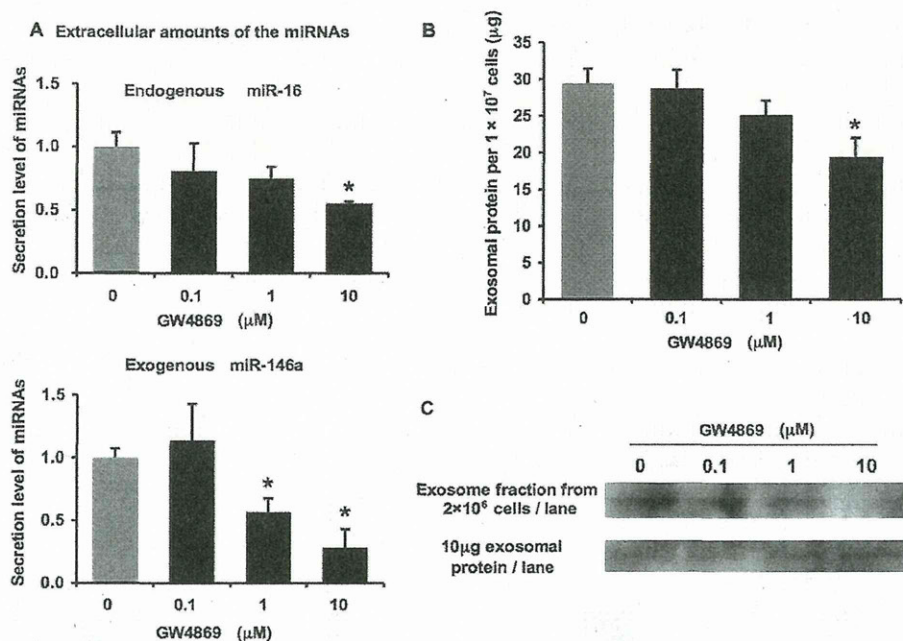 A Extracellular amounts of the miRNAs
Endogenous miR-16
Secretion level of miRNAs
1.5
1.0
0.5
0.0
*
0 0.1 1 10
GW4869 (μM)
Exogenous miR-146a
Secretion level of miRNAs
1.5
1.0
0.5
0.0
*
*
0 0.1 1 10
GW4869 (μM)
B
Exosomal protein per 1 × 10⁷ cells (μg)
35
30
25
20
15
10
5
0
*
0 0.1 1 10
GW4869 (μM)
C
GW4869 (μM)
0 0.1 1 10
Exosome fraction from
2×10⁶ cells / lane
10μg exosomal
protein / lane